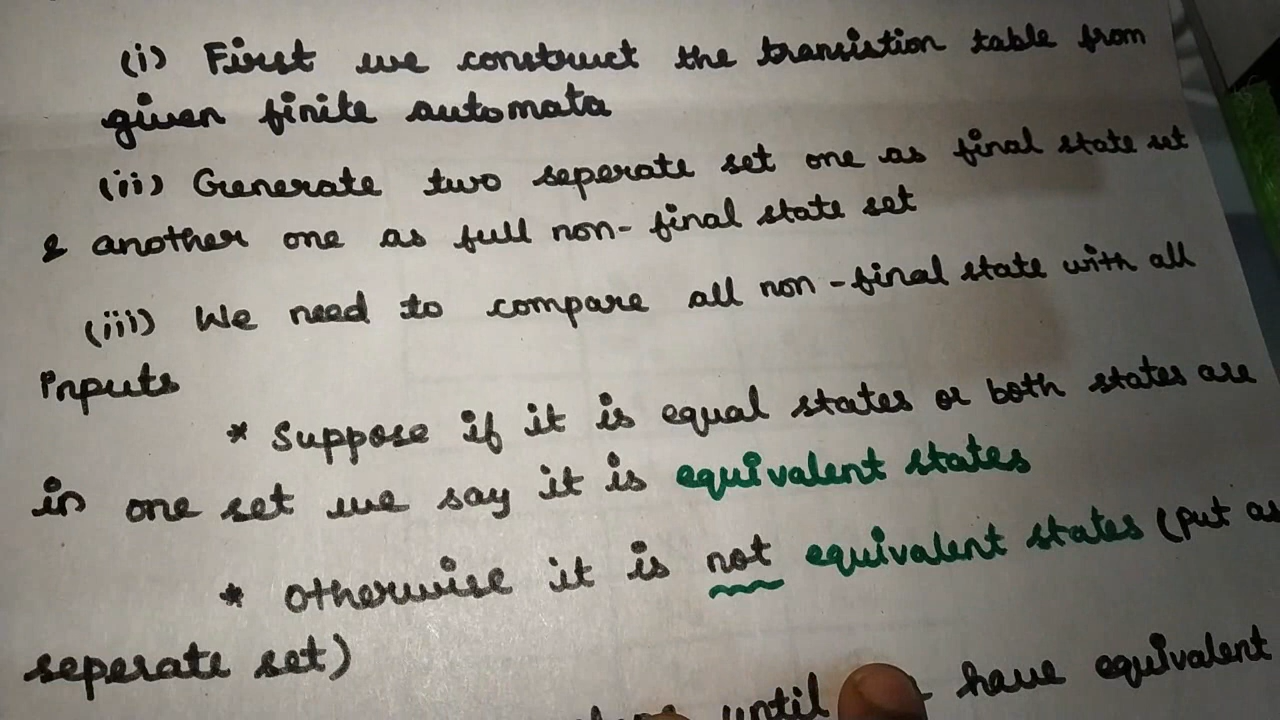 (i) First we construct the transistion table from
given finite automata
(ii) Generate two seperate set one as final state set
& another one as full non-final state set
(iii) We need to compare all non-final state with all
Inputs
* Suppose if it is equal states or both states are
in one set we say it is equivalent states
* Otherwise it is not equivalent states (put as
seperate set)
until have equivalent